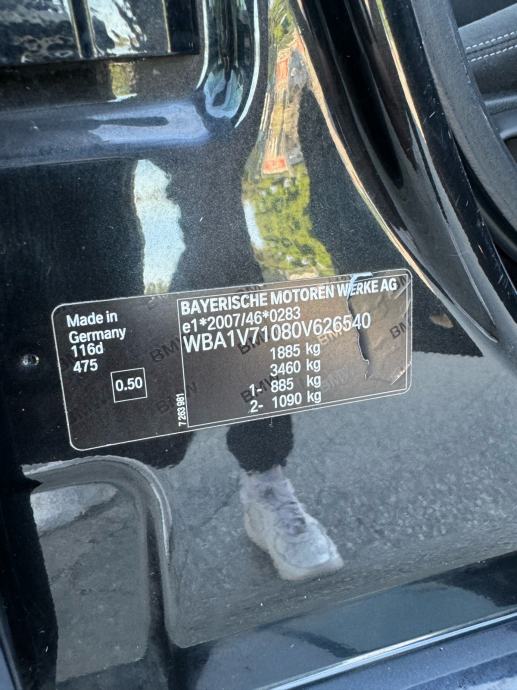 Made in
Germany
116d
475
0.50
7 263 981
BAYERISCHE MOTOREN WERKE AG
e1*2007/46*0283
WBA1V71080V626540
1885 kg
3460 kg
1- 885 kg
2- 1090 kg